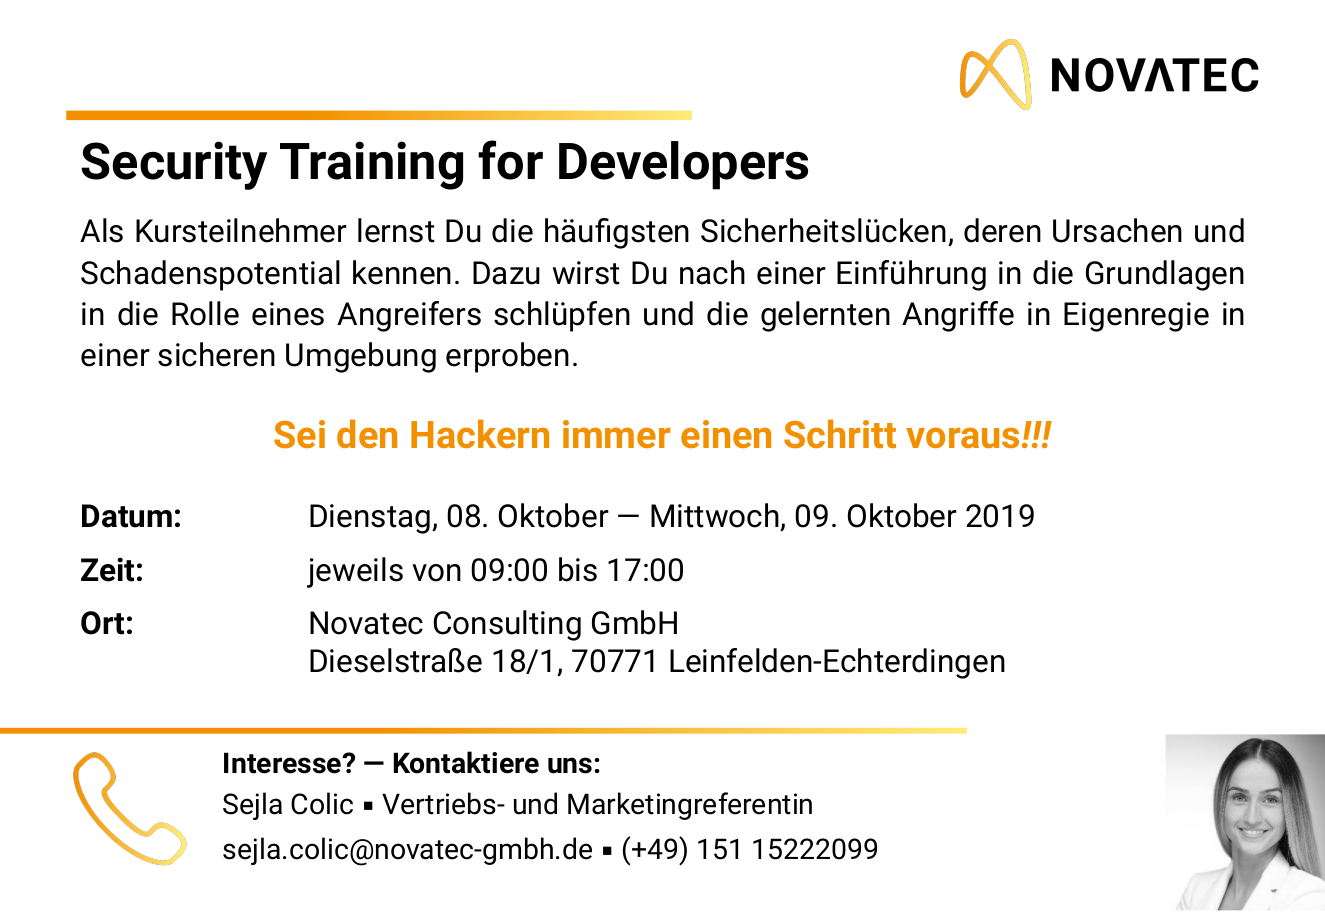 NOVATEC
Security Training for Developers
Als Kursteilnehmer lernst Du die häufigsten Sicherheitslücken, deren Ursachen und
Schadenspotential kennen. Dazu wirst Du nach einer Einführung in die Grundlagen
in die Rolle eines Angreifers schlüpfen und die gelernten Angriffe in Eigenregie in
einer sicheren Umgebung erproben.
Sei den Hackern immer einen Schritt voraus!!!
Datum: Dienstag, 08. Oktober — Mittwoch, 09. Oktober 2019
Zeit: jeweils von 09:00 bis 17:00
Ort: Novatec Consulting GmbH
Dieselstraße 18/1, 70771 Leinfelden-Echterdingen
Interesse? — Kontaktiere uns:
Sejla Colic ▪ Vertriebs- und Marketingreferentin
sejla.colic@novatec-gmbh.de ▪ (+49) 151 15222099